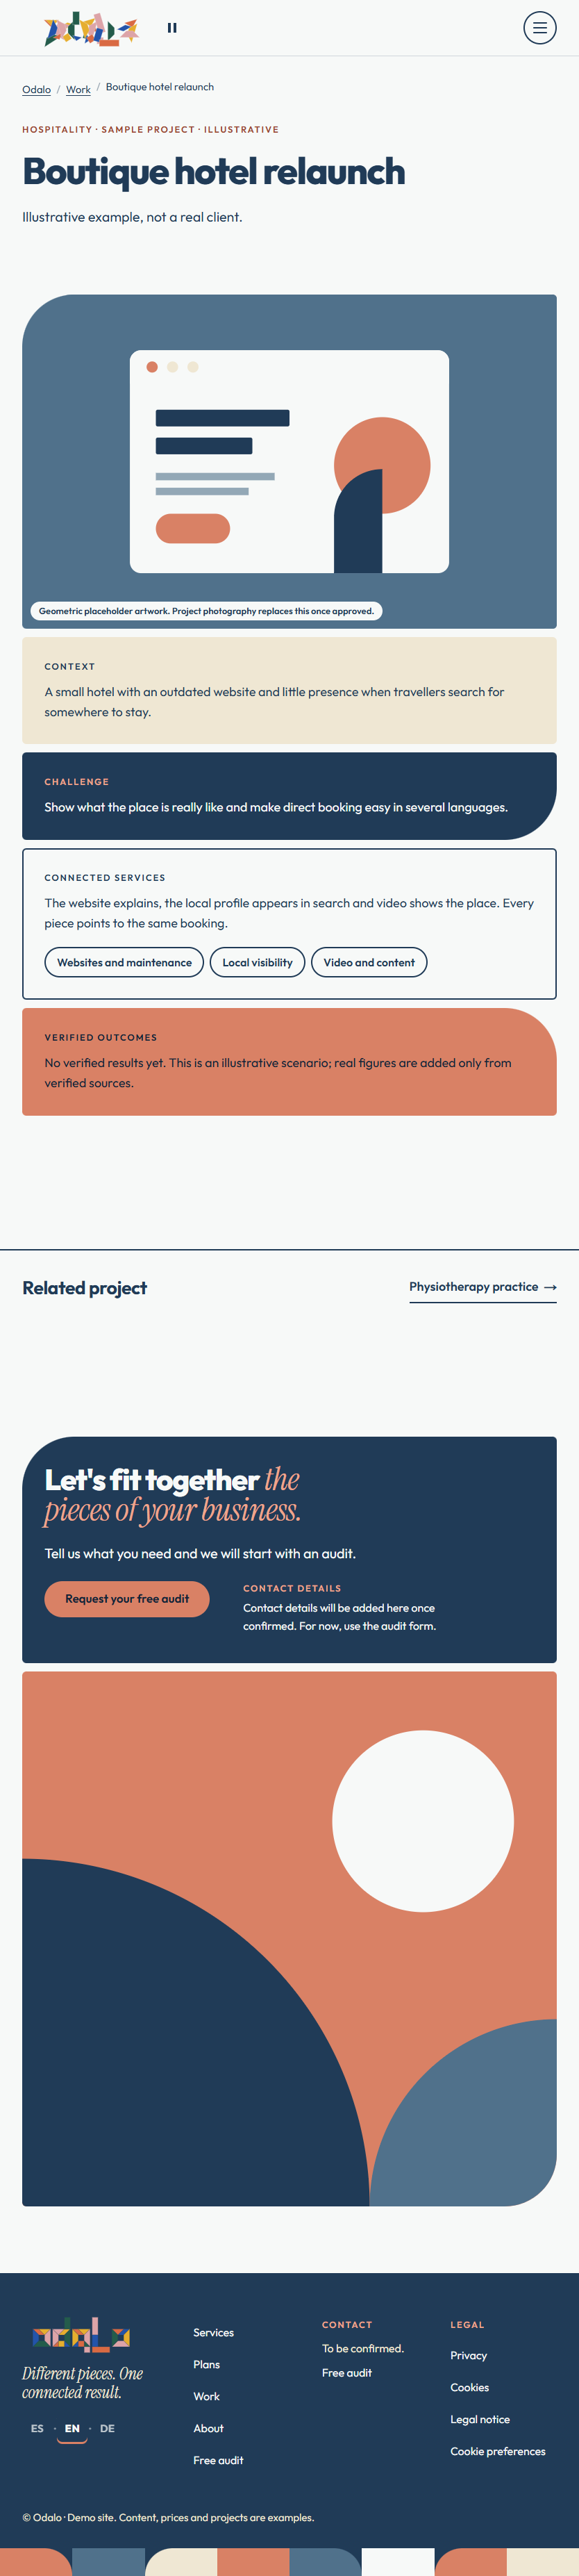 odalo
Odalo / Work / Boutique hotel relaunch
HOSPITALITY · SAMPLE PROJECT · ILLUSTRATIVE
Boutique hotel relaunch
Illustrative example, not a real client.
Geometric placeholder artwork. Project photography replaces this once approved.
CONTEXT
A small hotel with an outdated website and little presence when travellers search for
somewhere to stay.
CHALLENGE
Show what the place is really like and make direct booking easy in several languages.
CONNECTED SERVICES
The website explains, the local profile appears in search and video shows the place. Every
piece points to the same booking.
Websites and maintenance
Local visibility
Video and content
VERIFIED OUTCOMES
No verified results yet. This is an illustrative scenario; real figures are added only from
verified sources.
Related project
Physiotherapy practice →
Let's fit together the
pieces of your business.
Tell us what you need and we will start with an audit.
Request your free audit
CONTACT DETAILS
Contact details will be added here once
confirmed. For now, use the audit form.
odalo
Different pieces. One
connected result.
ES · EN · DE
Services
Plans
Work
About
Free audit
CONTACT
To be confirmed.
Free audit
LEGAL
Privacy
Cookies
Legal notice
Cookie preferences
© Odalo · Demo site. Content, prices and projects are examples.